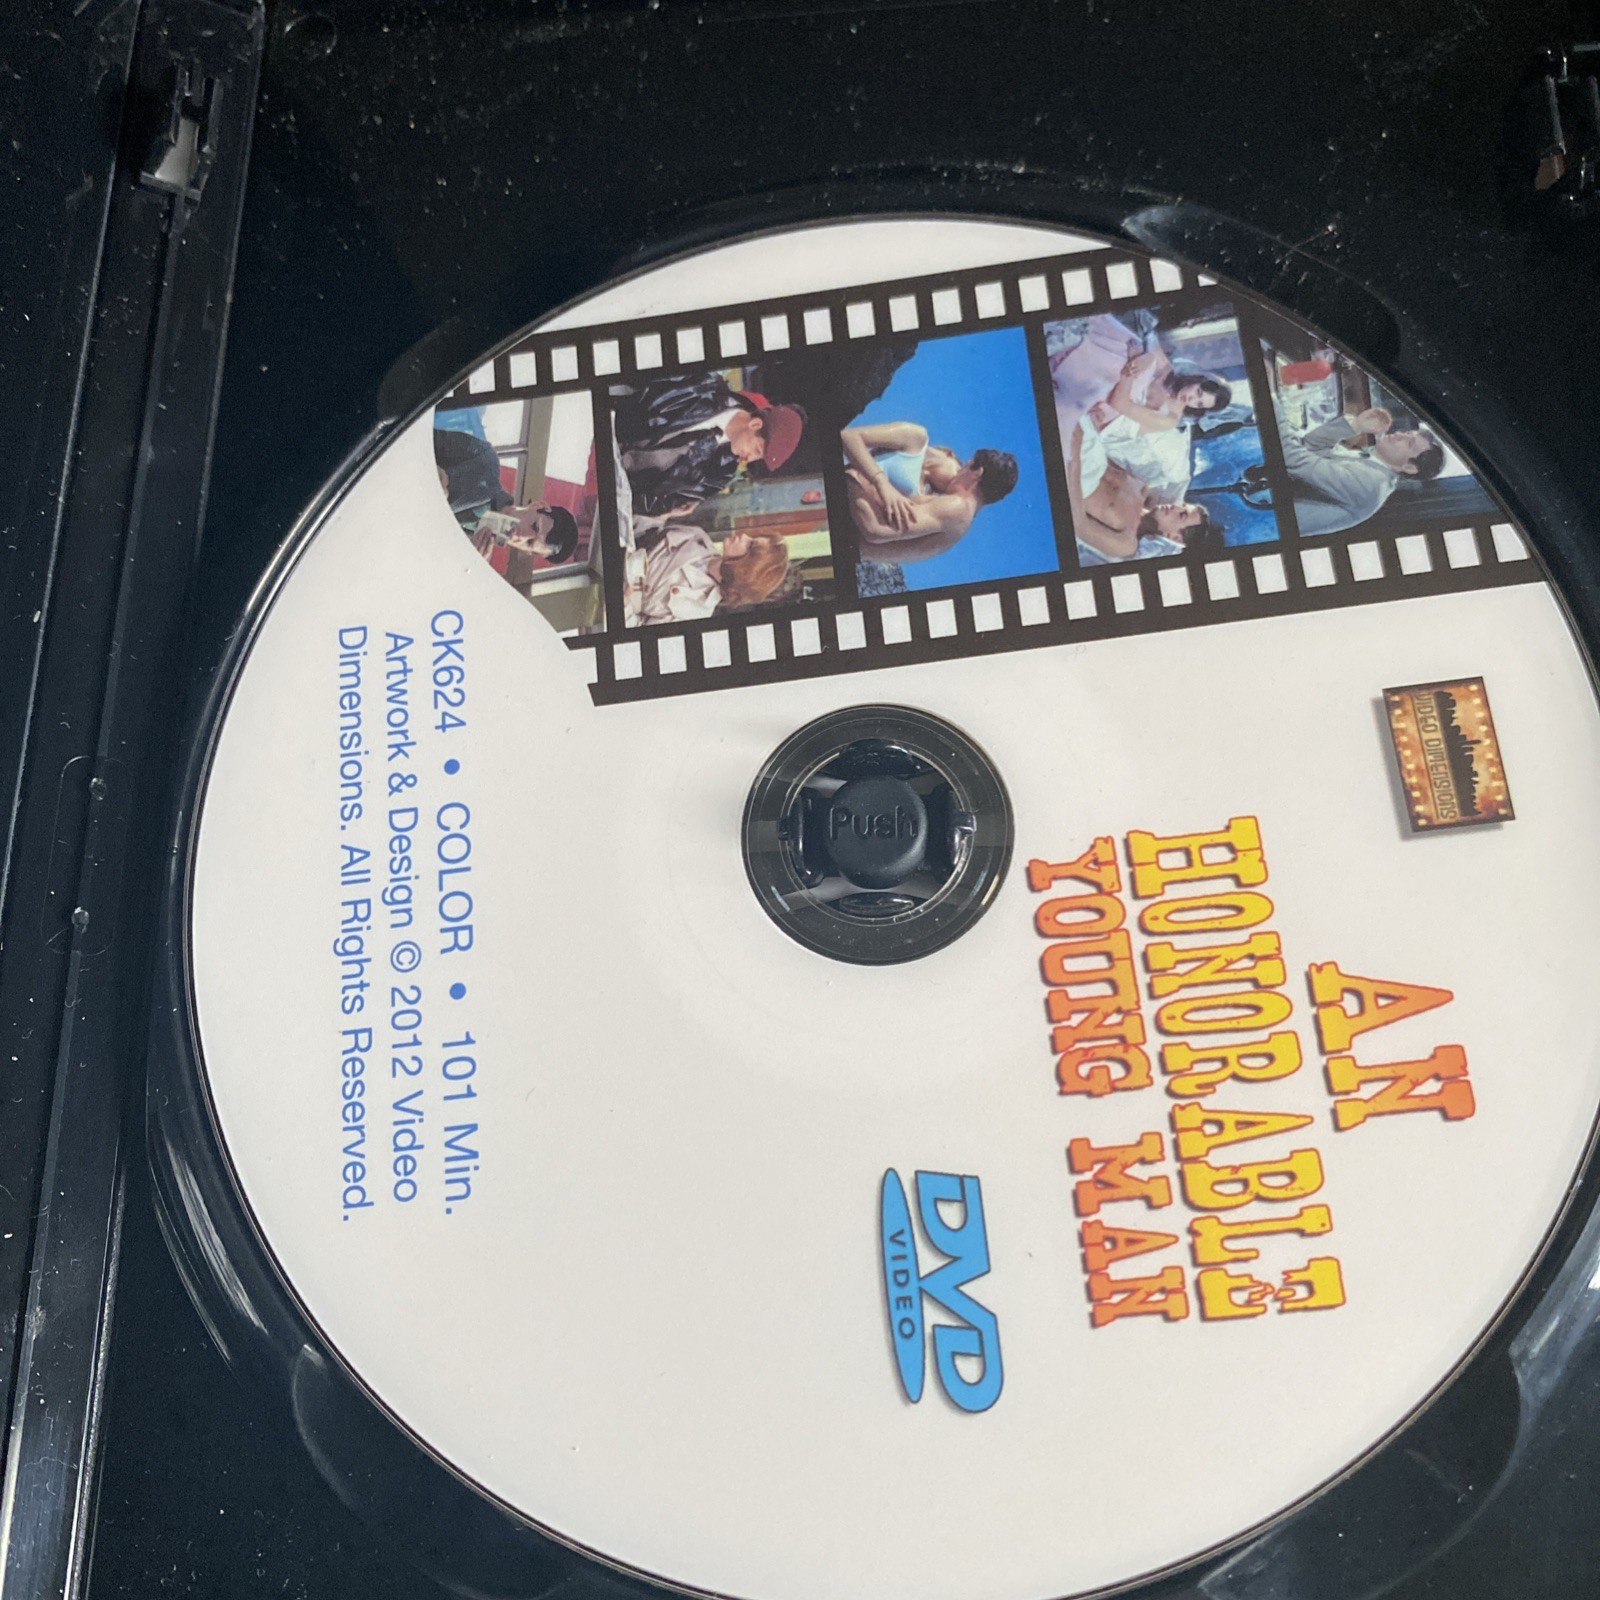 VIDEO DIMENSIONS
AN
HONORABLE
YOUNG MAN
DVD
VIDEO
Push
CK624 • COLOR • 101 Min.
Artwork & Design © 2012 Video
Dimensions. All Rights Reserved.